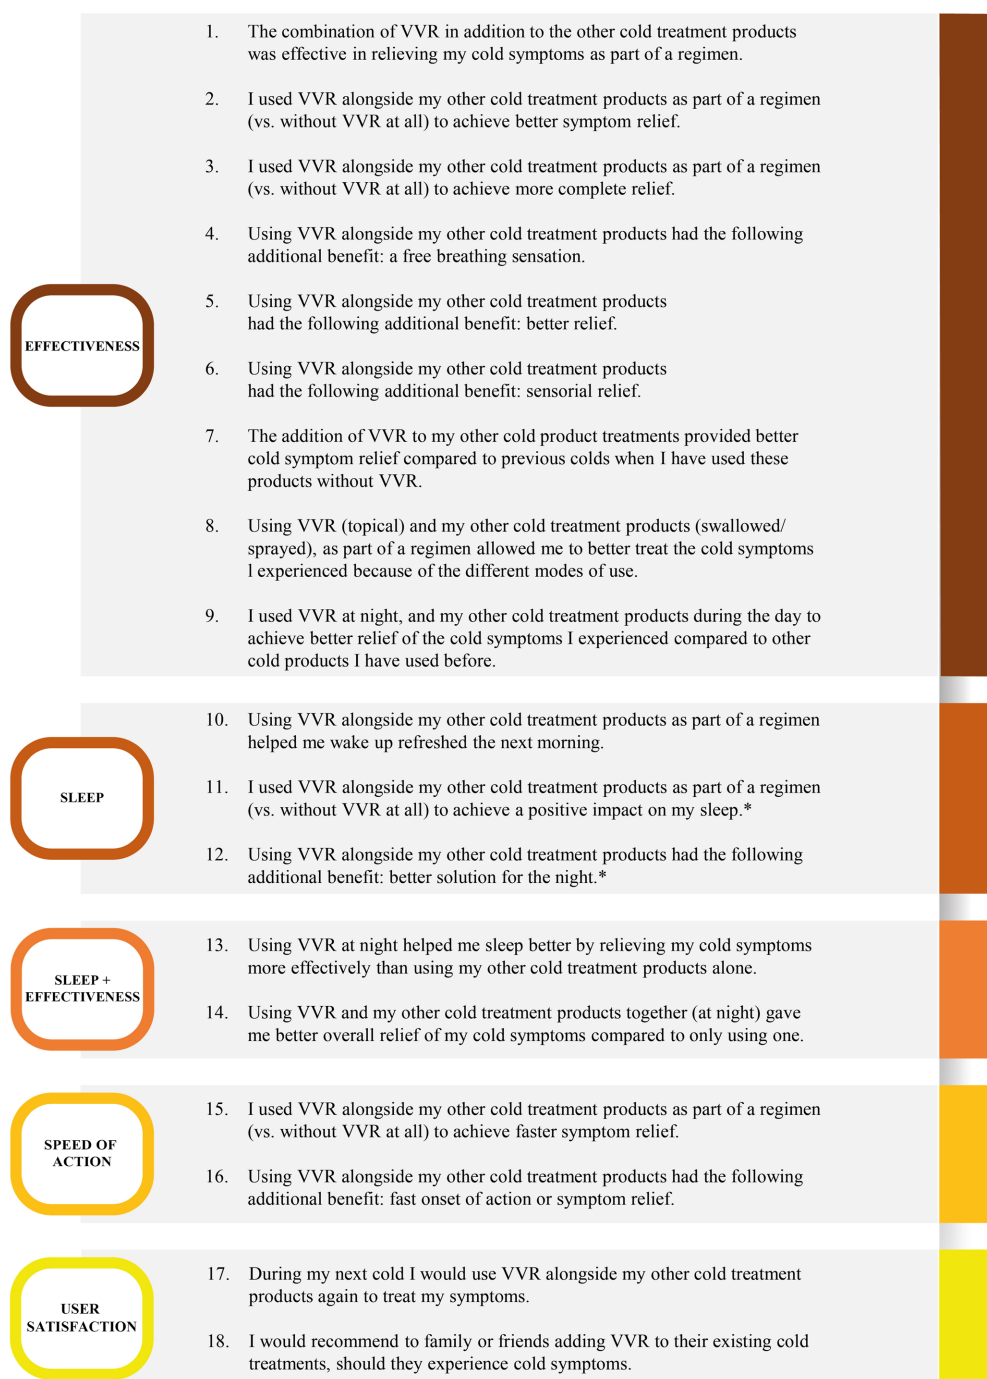 1. The combination of VVR in addition to the other cold treatment products
was effective in relieving my cold symptoms as part of a regimen.
2. I used VVR alongside my other cold treatment products as part of a regimen
(vs. without VVR at all) to achieve better symptom relief.
3. I used VVR alongside my other cold treatment products as part of a regimen
(vs. without VVR at all) to achieve more complete relief.
4. Using VVR alongside my other cold treatment products had the following
additional benefit: a free breathing sensation.
EFFECTIVENESS
5. Using VVR alongside my other cold treatment products
had the following additional benefit: better relief.
6. Using VVR alongside my other cold treatment products
had the following additional benefit: sensorial relief.
7. The addition of VVR to my other cold product treatments provided better
cold symptom relief compared to previous colds when I have used these
products without VVR.
8. Using VVR (topical) and my other cold treatment products (swallowed/
sprayed), as part of a regimen allowed me to better treat the cold symptoms
l experienced because of the different modes of use.
9. I used VVR at night, and my other cold treatment products during the day to
achieve better relief of the cold symptoms I experienced compared to other
cold products I have used before.
SLEEP
10. Using VVR alongside my other cold treatment products as part of a regimen
helped me wake up refreshed the next morning.
11. I used VVR alongside my other cold treatment products as part of a regimen
(vs. without VVR at all) to achieve a positive impact on my sleep.*
12. Using VVR alongside my other cold treatment products had the following
additional benefit: better solution for the night.*
SLEEP +
EFFECTIVENESS
13. Using VVR at night helped me sleep better by relieving my cold symptoms
more effectively than using my other cold treatment products alone.
14. Using VVR and my other cold treatment products together (at night) gave
me better overall relief of my cold symptoms compared to only using one.
SPEED OF
ACTION
15. I used VVR alongside my other cold treatment products as part of a regimen
(vs. without VVR at all) to achieve faster symptom relief.
16. Using VVR alongside my other cold treatment products had the following
additional benefit: fast onset of action or symptom relief.
USER
SATISFACTION
17. During my next cold I would use VVR alongside my other cold treatment
products again to treat my symptoms.
18. I would recommend to family or friends adding VVR to their existing cold
treatments, should they experience cold symptoms.